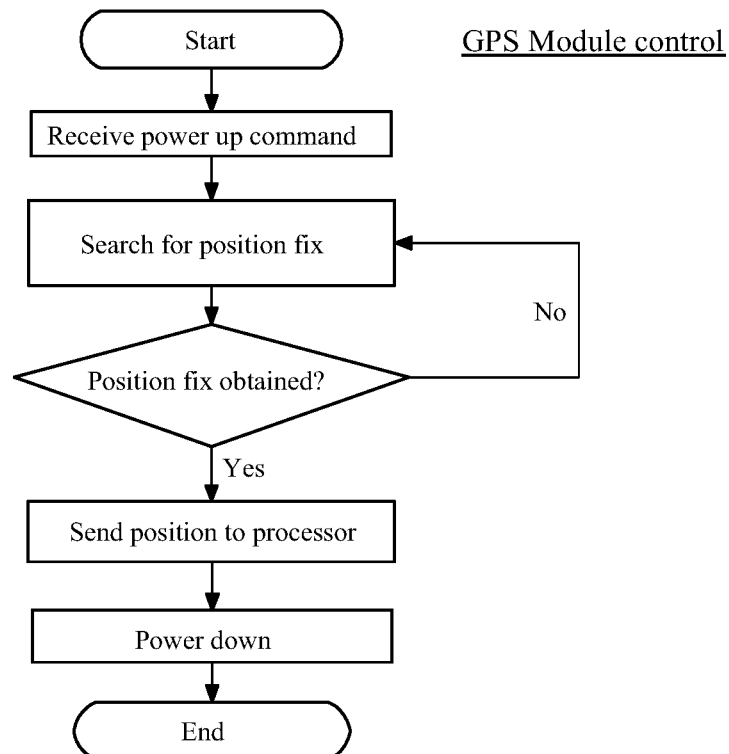 Start
GPS Module control
Receive power up command
Search for position fix
No
Position fix obtained?
Yes
Send position to processor
Power down
End